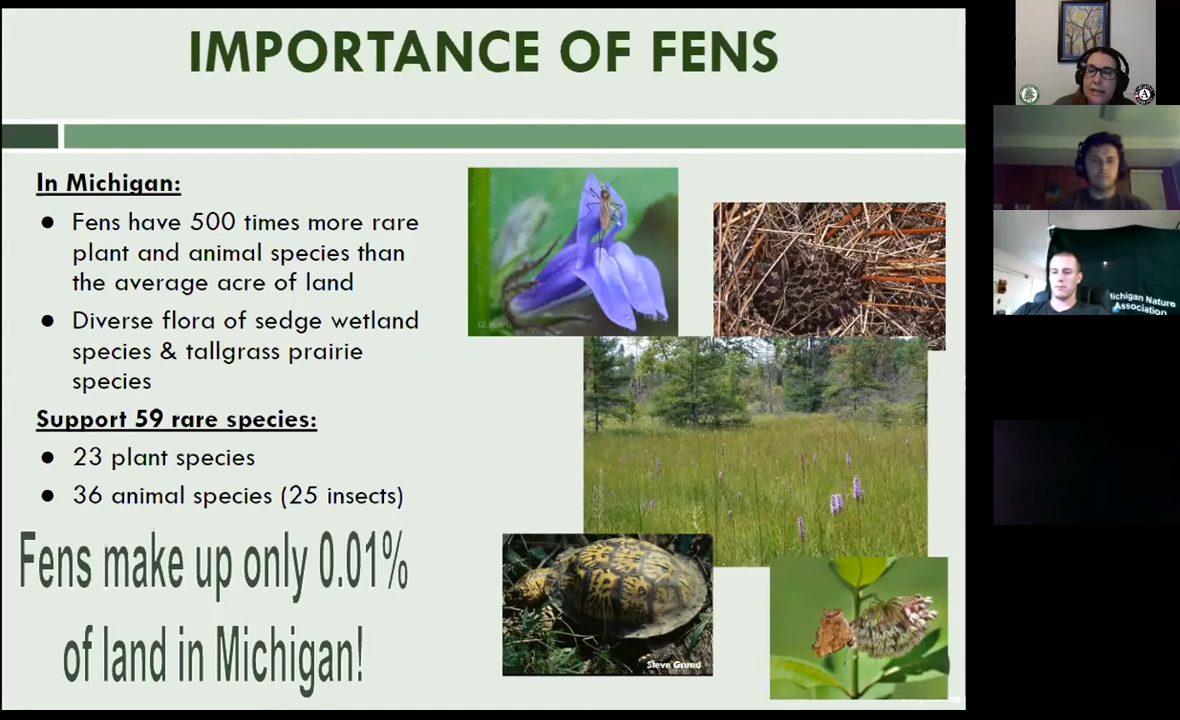 IMPORTANCE OF FENS
In Michigan:
● Fens have 500 times more rare
plant and animal species than
the average acre of land
● Diverse flora of sedge wetland
species & tallgrass prairie
species
Support 59 rare species:
● 23 plant species
● 36 animal species (25 insects)
Fens make up only 0.01%
of land in Michigan!
Steve Grund
Michigan Nature
Association